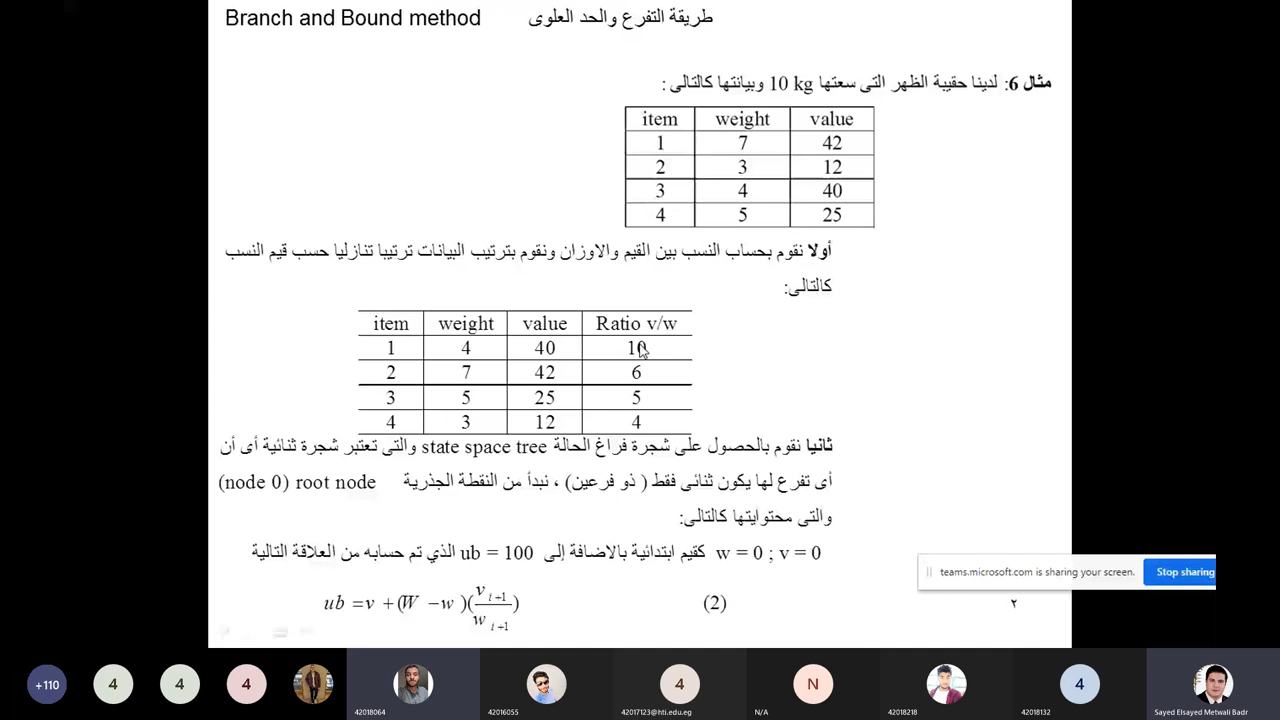 Branch and Bound method طريقة التفرع والحد العلوى
مثال 6: لدينا حقيبة الظهر التى سعتها 10 kg وبيانتها كالتالى :
item weight value
1 7 42
2 3 12
3 4 40
4 5 25
أولا نقوم بحساب النسب بين القيم والاوزان ونقوم بترتيب البيانات ترتيبا تنازليا حسب قيم النسب
كالتالى:
item weight value Ratio v/w
1 4 40 10
2 7 42 6
3 5 25 5
4 3 12 4
ثانيا نقوم بالحصول على شجرة فراغ الحالة state space tree والتى تعتبر شجرة ثنائية أى أن
أى تفرع لها يكون ثنائى فقط ( ذو فرعين) ، نبدأ من النقطة الجذرية root node (node 0)
والتى محتوايتها كالتالى:
w = 0 ; v = 0 كقيم ابتدائية بالاضافة إلى ub = 100 الذي تم حسابه من العلاقة التالية
teams.microsoft.com is sharing your screen. Stop sharing
ub = v + (W − w )( v i+1 / w i+1 ) (2)
٢
+110 4 4 4 4 N 4
42018064 42016055 42017123@hti.edu.eg N/A 42018218 42018132 Sayed Elsayed Metwali Badr